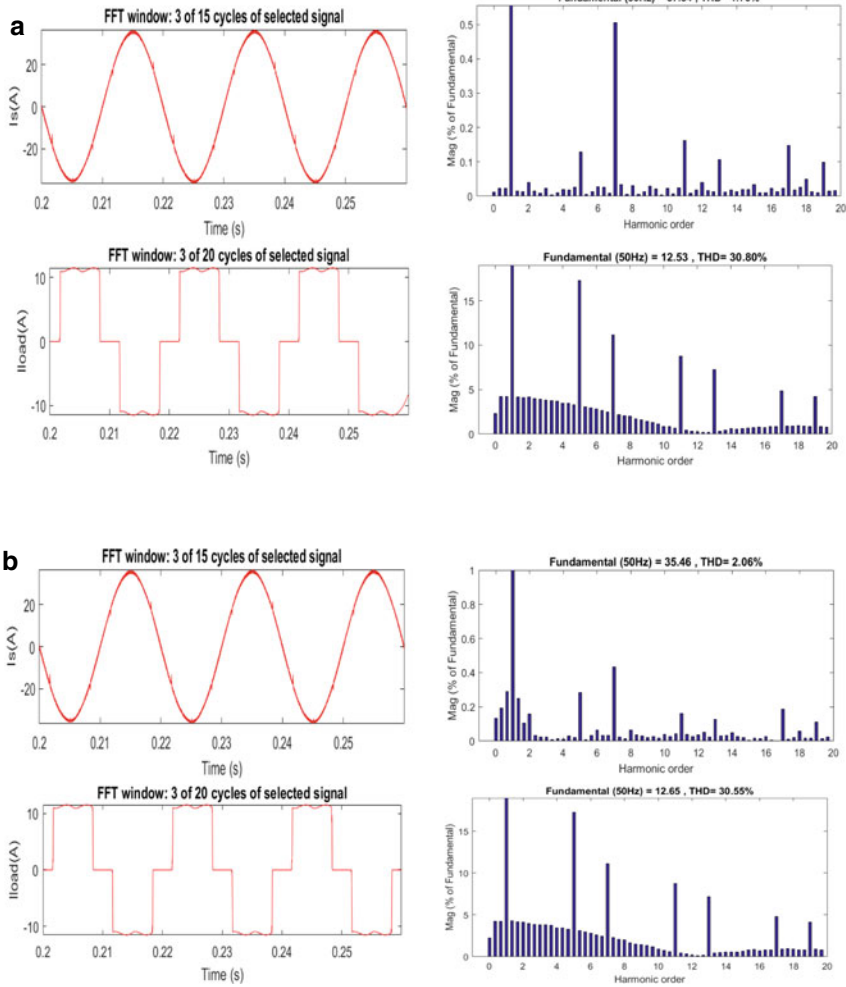 a
FFT window: 3 of 15 cycles of selected signal
Is(A)
20
0
-20
0.2 0.21 0.22 0.23 0.24 0.25
Time (s)
Mag (% of Fundamental)
0.5
0.4
0.3
0.2
0.1
0
0 2 4 6 8 10 12 14 16 18 20
Harmonic order
FFT window: 3 of 20 cycles of selected signal
Iload(A)
10
0
-10
0.2 0.21 0.22 0.23 0.24 0.25
Time (s)
Fundamental (50Hz) = 12.53 , THD= 30.80%
Mag (% of Fundamental)
15
10
5
0
0 2 4 6 8 10 12 14 16 18 20
Harmonic order
b
FFT window: 3 of 15 cycles of selected signal
Is(A)
20
0
-20
0.2 0.21 0.22 0.23 0.24 0.25
Time (s)
Fundamental (50Hz) = 35.46 , THD= 2.06%
Mag (% of Fundamental)
1
0.8
0.6
0.4
0.2
0
0 2 4 6 8 10 12 14 16 18 20
Harmonic order
FFT window: 3 of 20 cycles of selected signal
Iload(A)
10
0
-10
0.2 0.21 0.22 0.23 0.24 0.25
Time (s)
Fundamental (50Hz) = 12.65 , THD= 30.55%
Mag (% of Fundamental)
15
10
5
0
0 2 4 6 8 10 12 14 16 18 20
Harmonic order